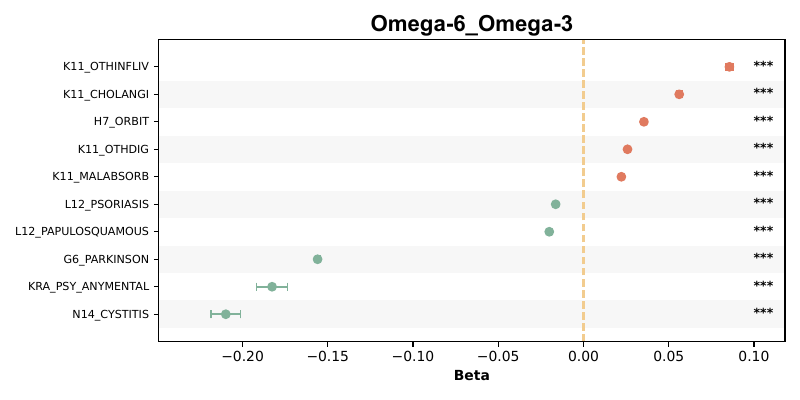 Omega-6_Omega-3
K11_OTHINFLIV ***
K11_CHOLANGI ***
H7_ORBIT ***
K11_OTHDIG ***
K11_MALABSORB ***
L12_PSORIASIS ***
L12_PAPULOSQUAMOUS ***
G6_PARKINSON ***
KRA_PSY_ANYMENTAL ***
N14_CYSTITIS ***
−0.20 −0.15 −0.10 −0.05 0.00 0.05 0.10
Beta